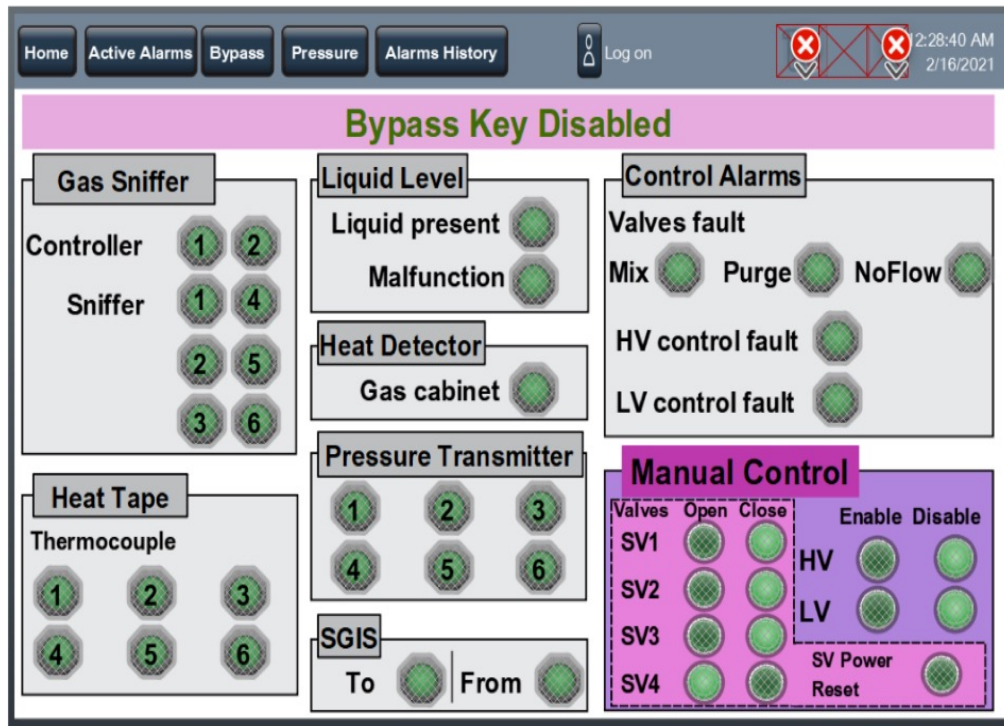 Home Active Alarms Bypass Pressure Alarms History Log on 12:28:40 AM
2/16/2021
Bypass Key Disabled
Gas Sniffer
Controller 1 2
Sniffer 1 4
2 5
3 6
Heat Tape
Thermocouple
1 2 3
4 5 6
Liquid Level
Liquid present
Malfunction
Heat Detector
Gas cabinet
Pressure Transmitter
1 2 3
4 5 6
SGIS
To From
Control Alarms
Valves fault
Mix Purge NoFlow
HV control fault
LV control fault
Manual Control
Valves Open Close
SV1
SV2
SV3
SV4
Enable Disable
HV
LV
SV Power
Reset